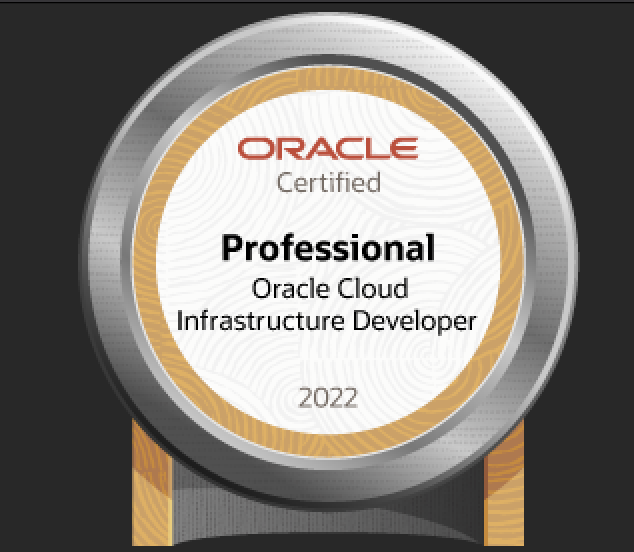 ORACLE
Certified
Professional
Oracle Cloud
Infrastructure Developer
2022